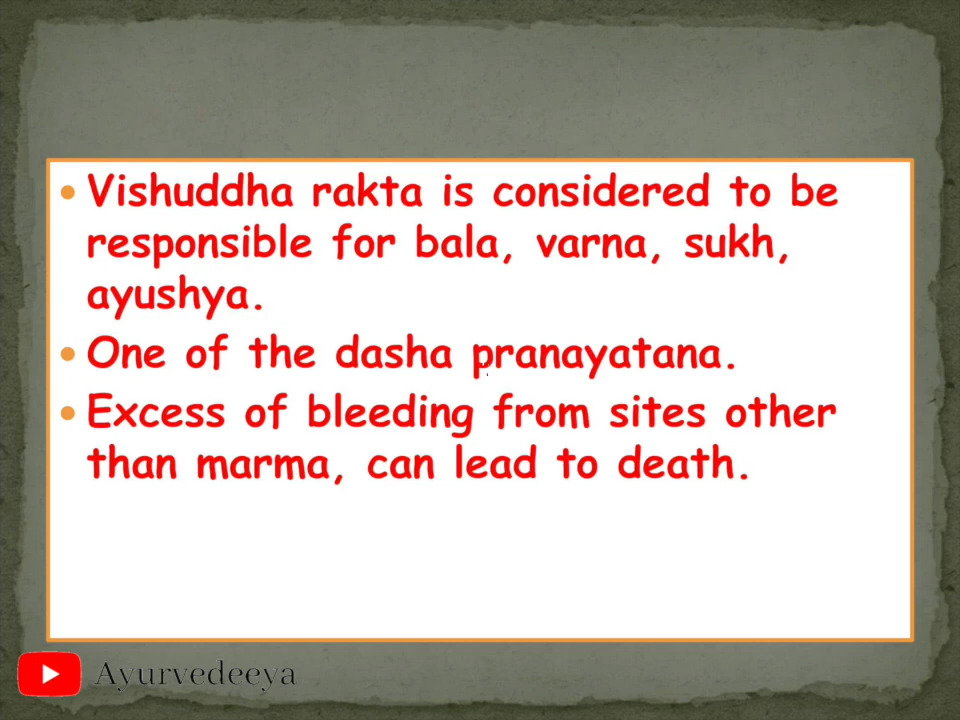 • Vishuddha rakta is considered to be
responsible for bala, varna, sukh,
ayushya.
• One of the dasha pranayatana.
• Excess of bleeding from sites other
than marma, can lead to death.
Ayurvedeeya